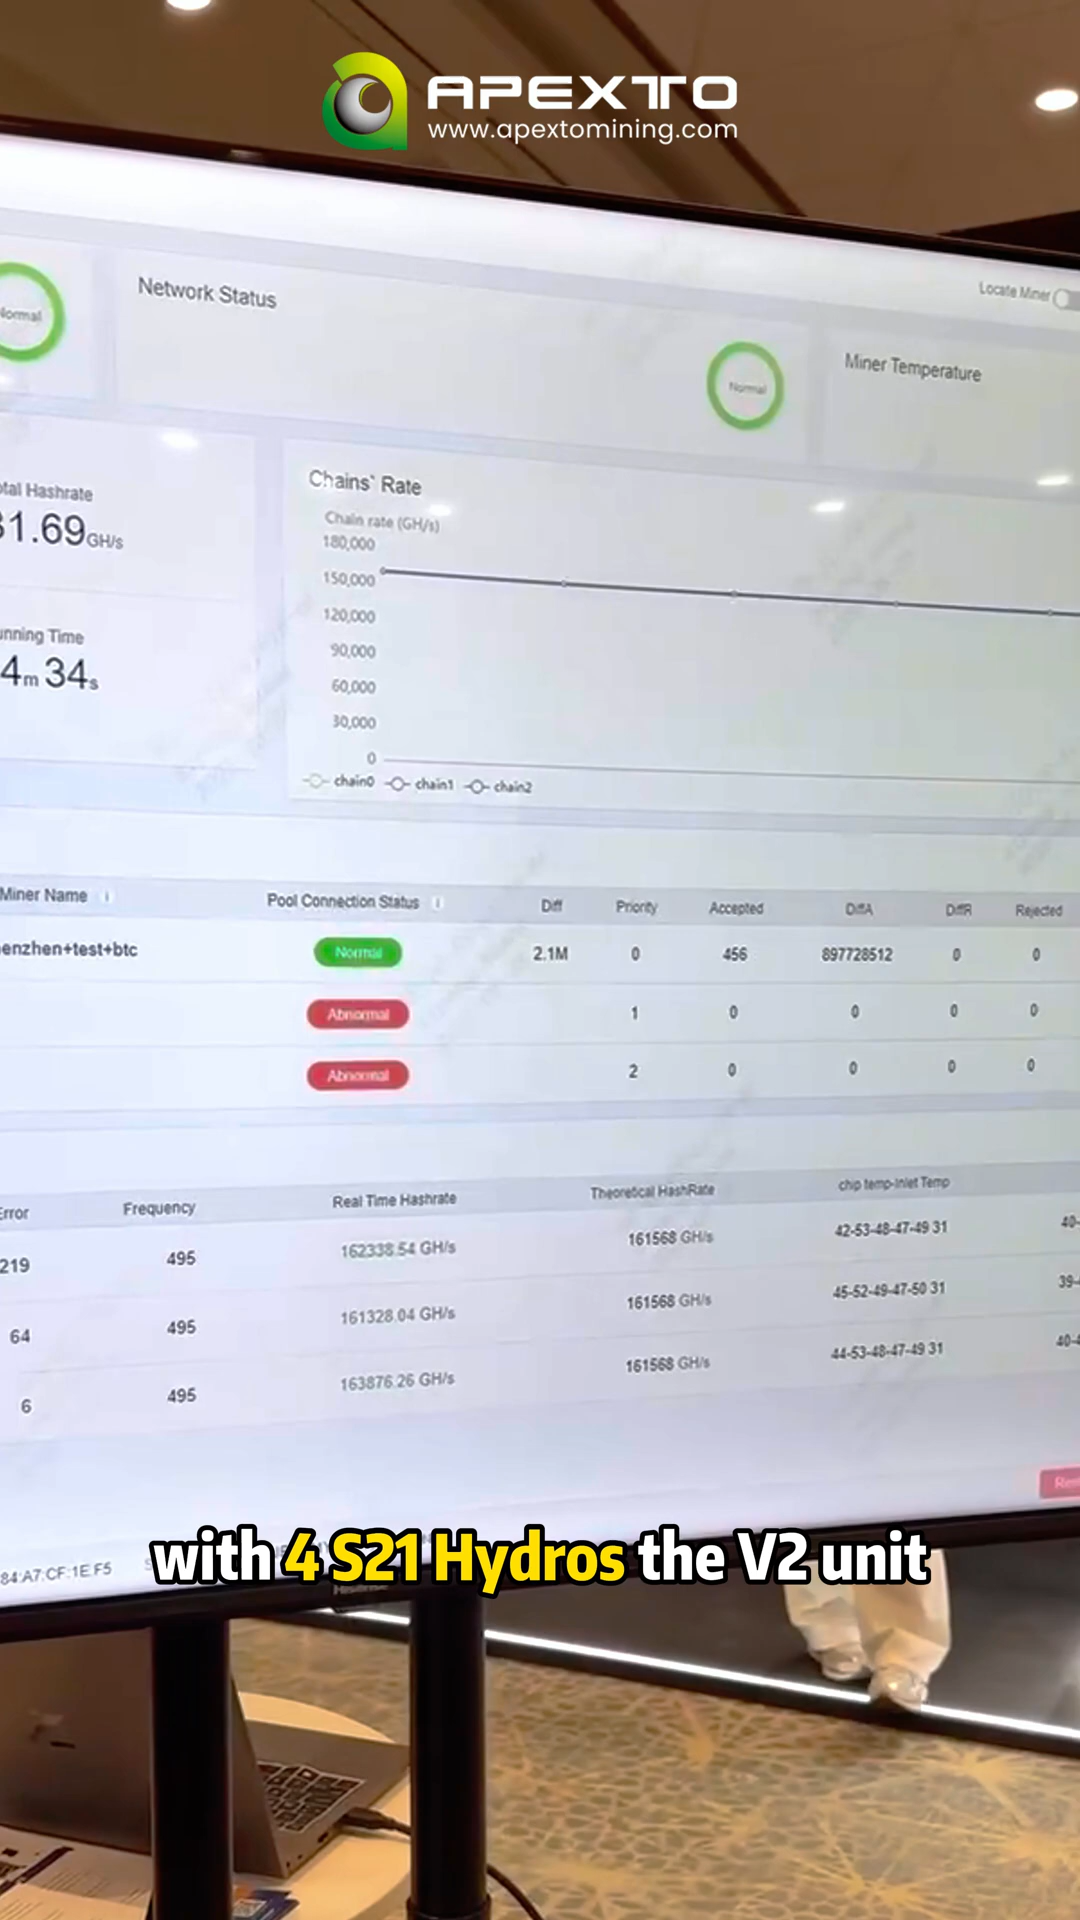 APEXTO
www.apextomining.com
Locate Miner
Normal
Network Status
Normal
Miner Temperature
tal Hashrate
31.69GH/s
Chains' Rate
Chain rate (GH/s)
180,000
150,000
120,000
90,000
60,000
30,000
0
chain0 chain1 chain2
nning Time
4m 34s
Miner Name Pool Connection Status Diff Priority Accepted DiffA DiffR Rejected
enzhen+test+btc Normal 2.1M 0 456 897728512 0 0
Abnormal 1 0 0 0 0
Abnormal 2 0 0 0 0
Error Frequency Real Time Hashrate Theoretical HashRate chip temp-Inlet Temp
219 495 162338.54 GH/s 161568 GH/s 42-53-48-47-49 31 40-
64 495 161328.04 GH/s 161568 GH/s 45-52-49-47-50 31 39-
6 495 163876.26 GH/s 161568 GH/s 44-53-48-47-49 31 40-4
84:A7:CF:1E:F5
with 4 S21 Hydros the V2 unit
Hisense